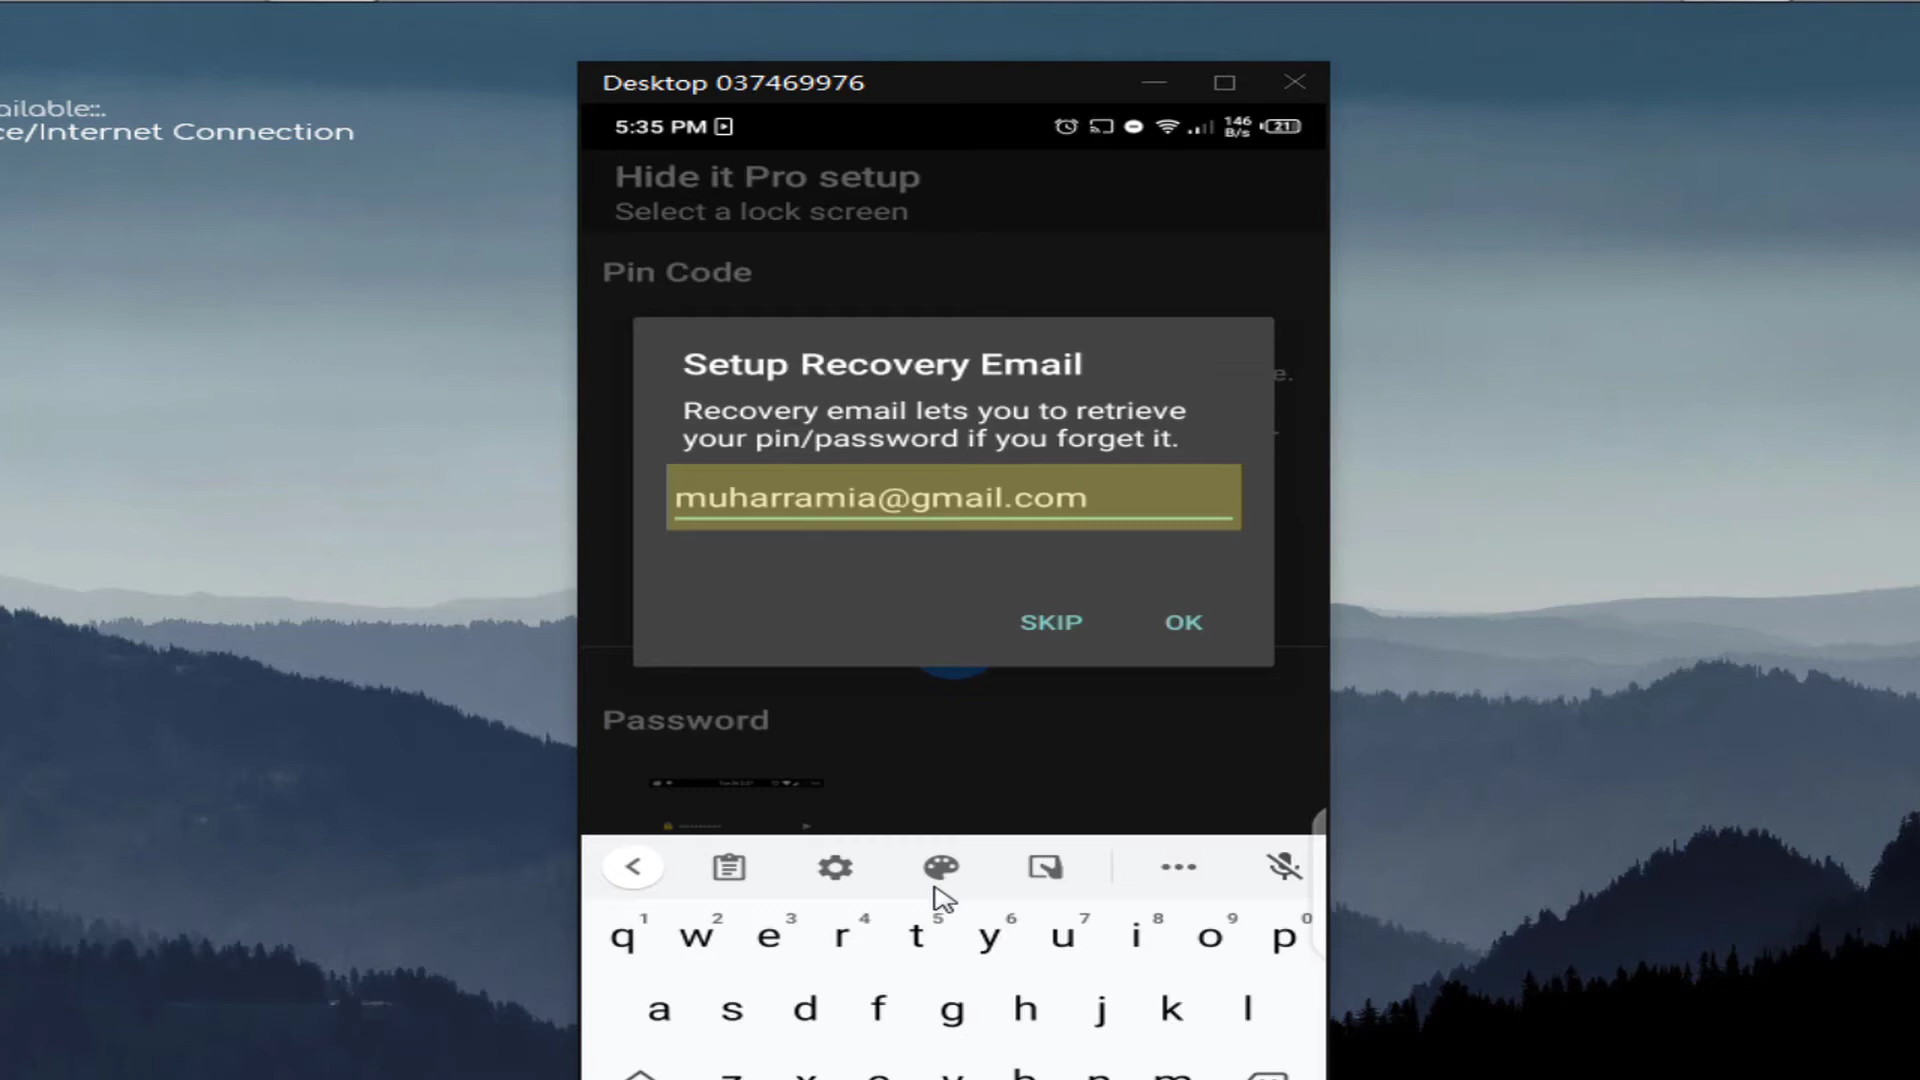 ailable::.
ce/Internet Connection
Desktop 037469976
5:35 PM
146 B/s
21
Hide it Pro setup
Select a lock screen
Pin Code
e.
Setup Recovery Email
Recovery email lets you to retrieve
your pin/password if you forget it.
muharramia@gmail.com
SKIP OK
Password
1 2 3 4 5 6 7 8 9 0
q w e r t y u i o p
a s d f g h j k l